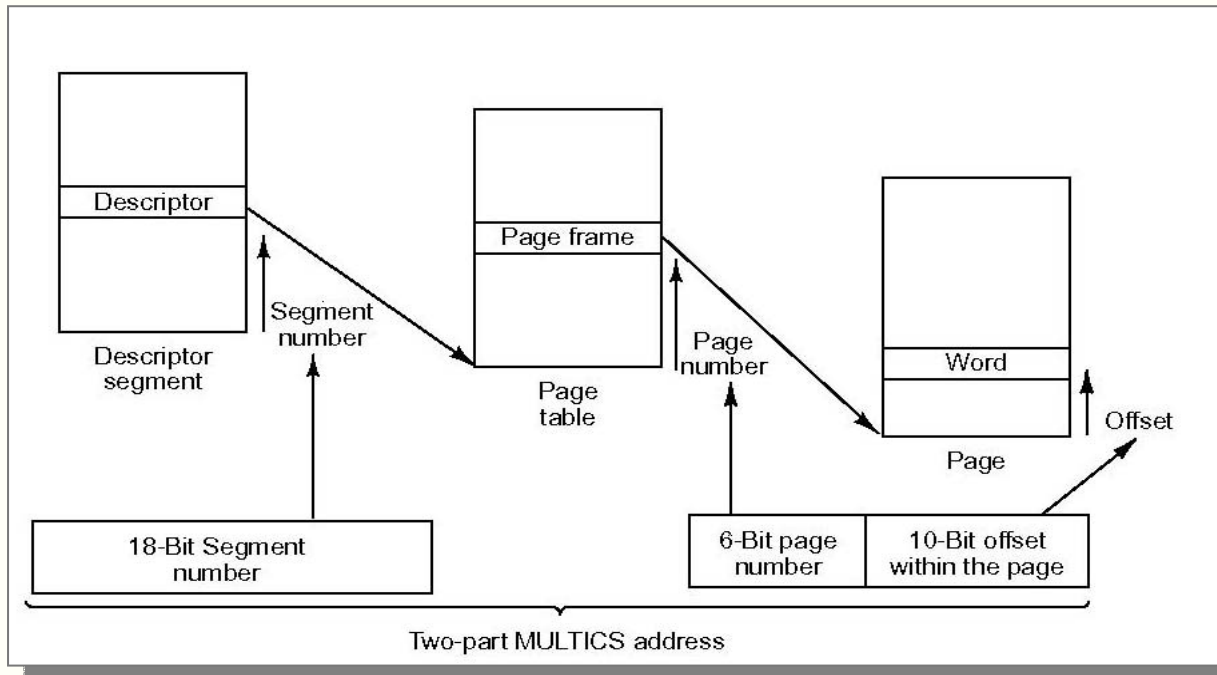 Descriptor
Segment
number
Descriptor
segment
Page frame
Page
number
Page
table
Word
Offset
Page
18-Bit Segment
number
6-Bit page
number
10-Bit offset
within the page
Two-part MULTICS address